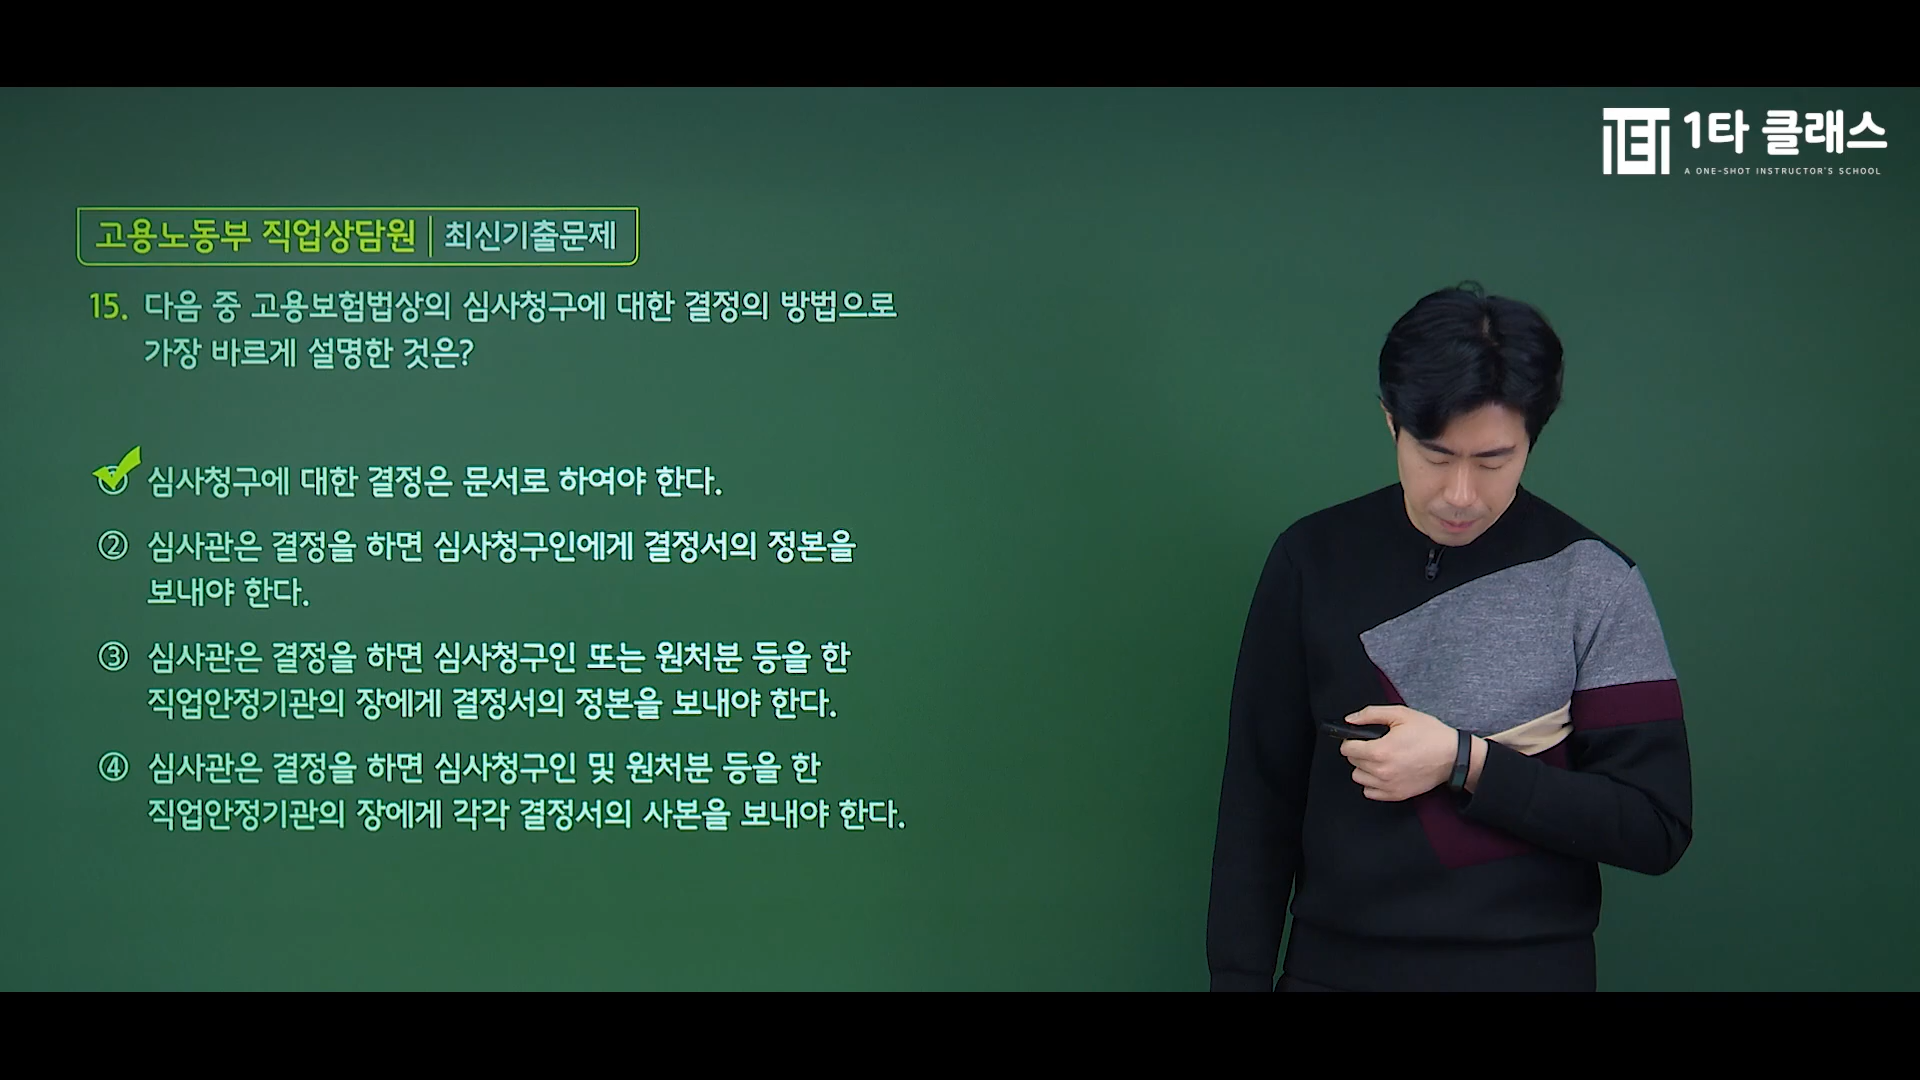 1타 클래스
A ONE-SHOT INSTRUCTOR'S SCHOOL
고용노동부 직업상담원 | 최신기출문제
15. 다음 중 고용보험법상의 심사청구에 대한 결정의 방법으로
가장 바르게 설명한 것은?
심사청구에 대한 결정은 문서로 하여야 한다.
② 심사관은 결정을 하면 심사청구인에게 결정서의 정본을
보내야 한다.
③ 심사관은 결정을 하면 심사청구인 또는 원처분 등을 한
직업안정기관의 장에게 결정서의 정본을 보내야 한다.
④ 심사관은 결정을 하면 심사청구인 및 원처분 등을 한
직업안정기관의 장에게 각각 결정서의 사본을 보내야 한다.